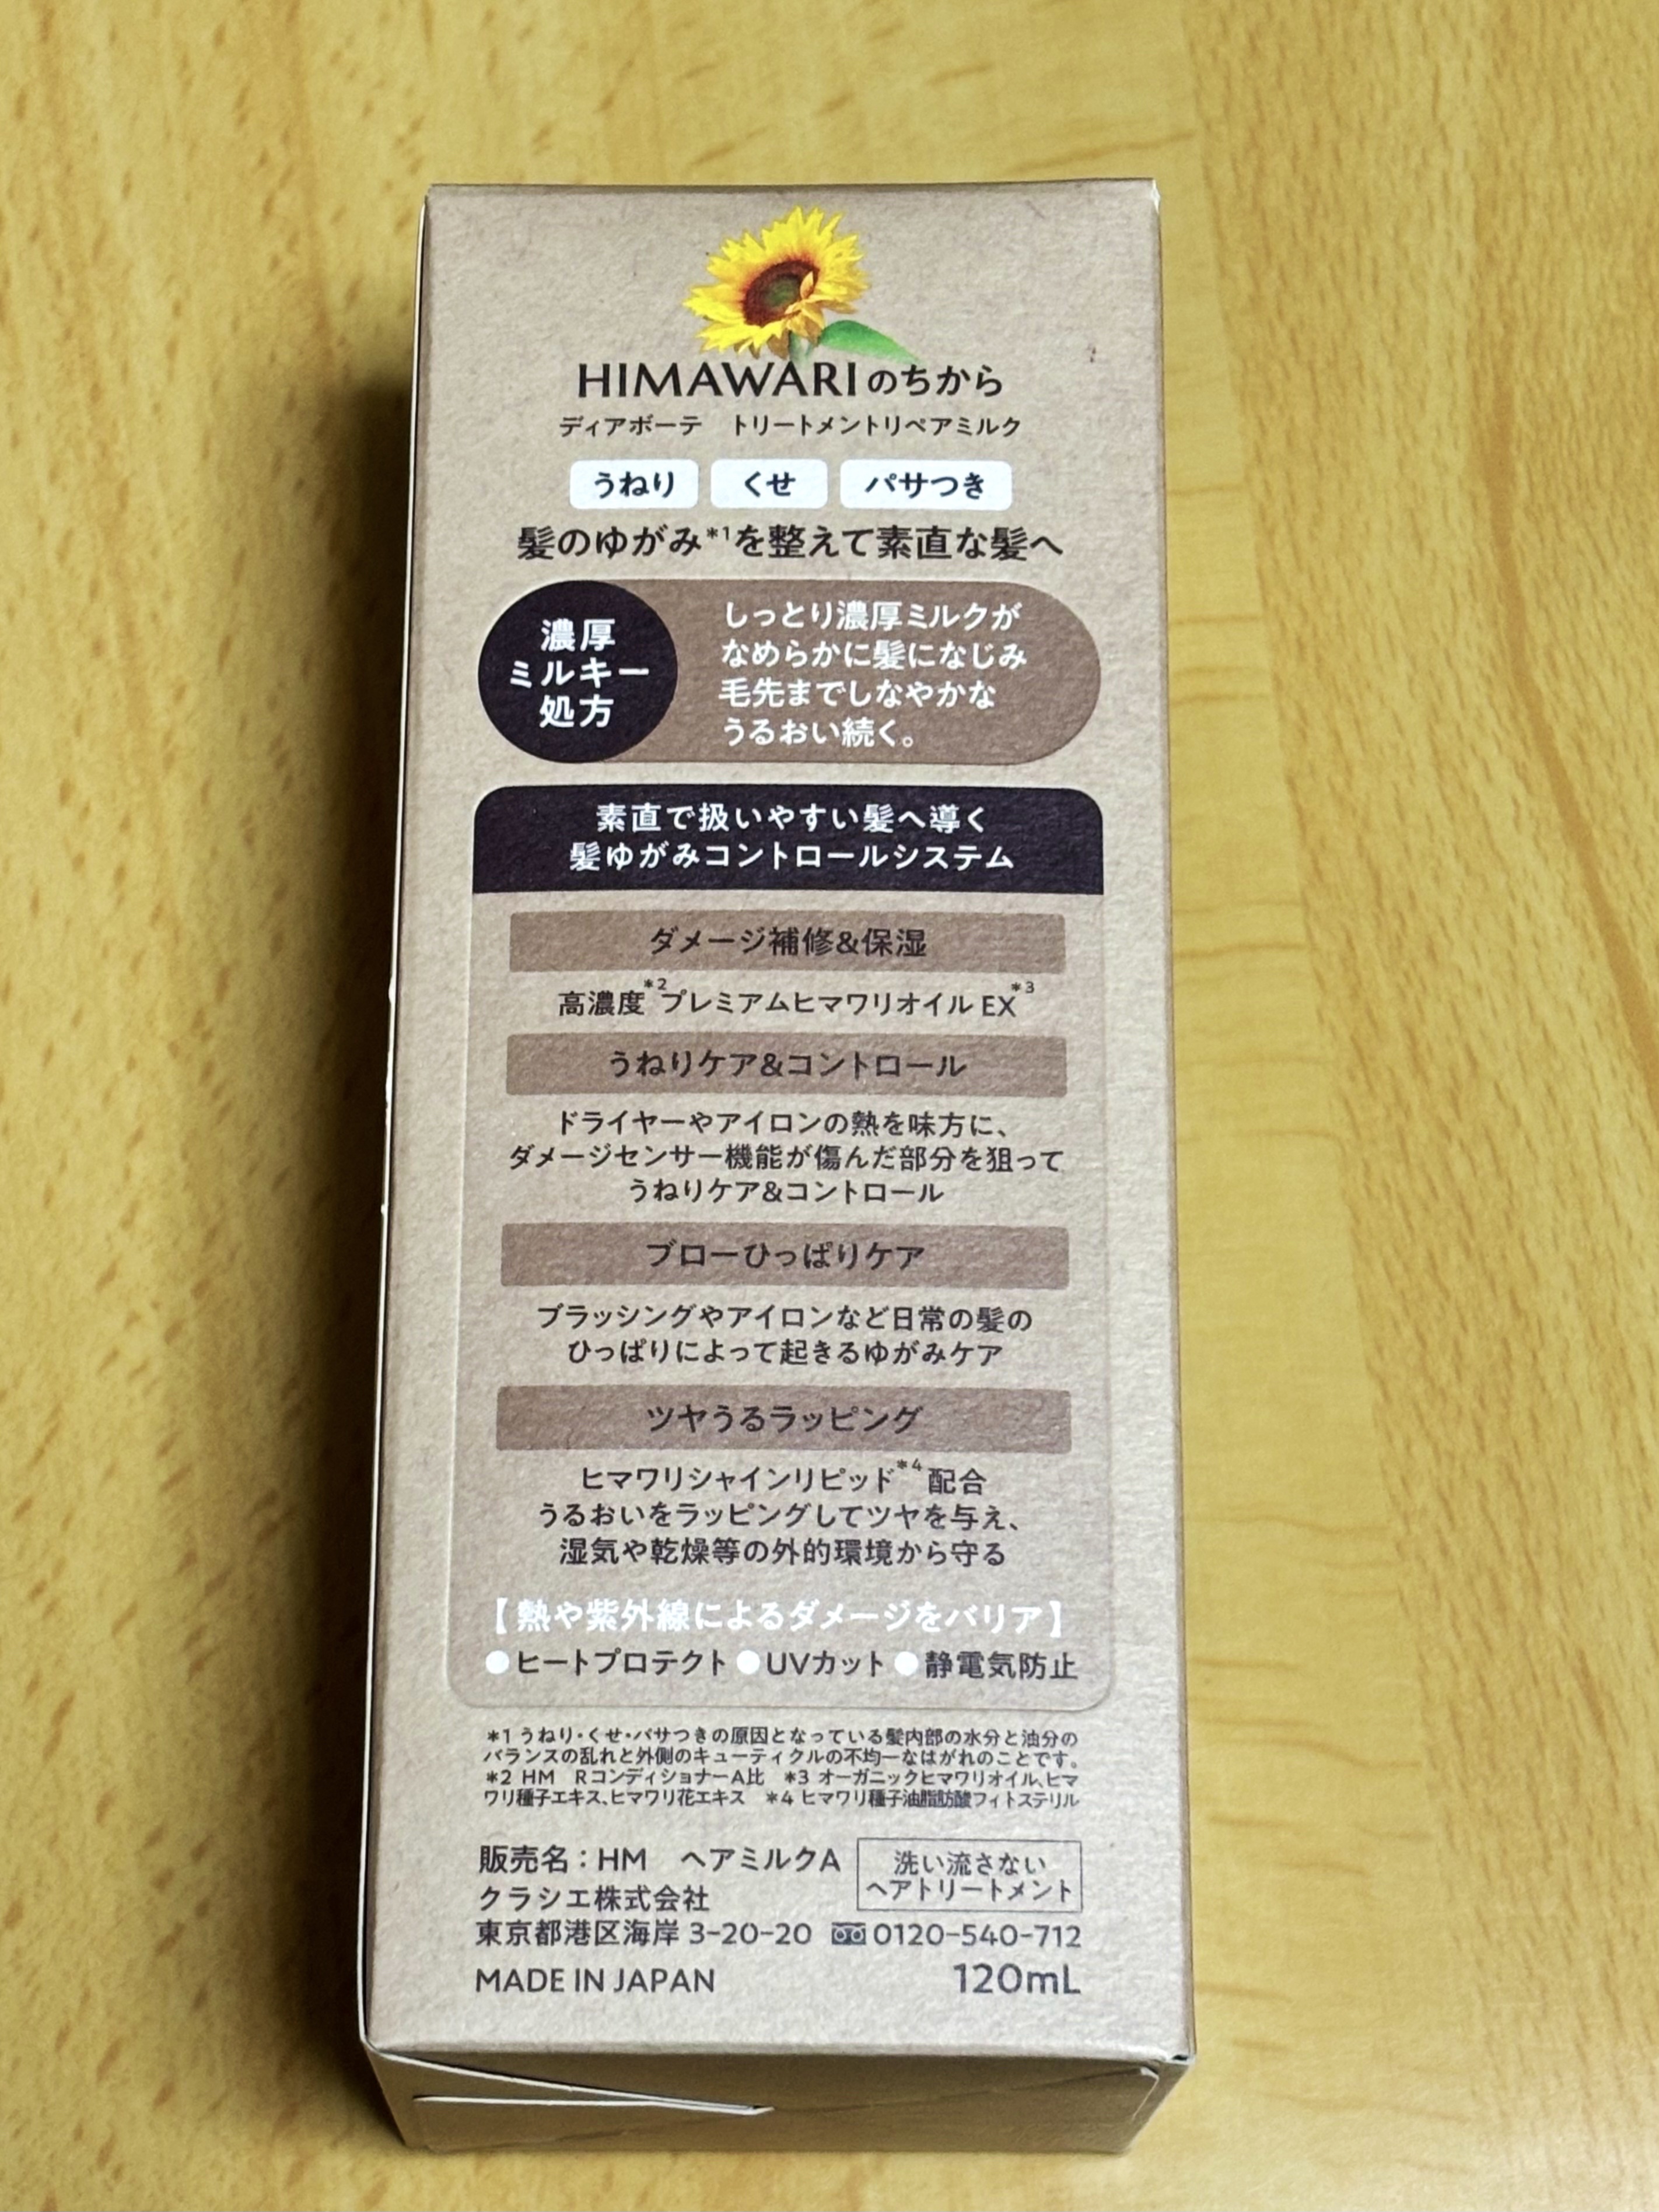 HIMAWARIのちから
ディアボーテ　トリートメントリペアミルク
うねり くせ パサつき
髪のゆがみ*1を整えて素直な髪へ
濃厚
ミルキー
処方
しっとり濃厚ミルクが
なめらかに髪になじみ
毛先までしなやかな
うるおい続く。
素直で扱いやすい髪へ導く
髪ゆがみコントロールシステム
ダメージ補修&保湿
高濃度*2プレミアムヒマワリオイル EX*3
うねりケア&コントロール
ドライヤーやアイロンの熱を味方に、
ダメージセンサー機能が傷んだ部分を狙って
うねりケア&コントロール
ブローひっぱりケア
ブラッシングやアイロンなど日常の髪の
ひっぱりによって起きるゆがみケア
ツヤうるラッピング
ヒマワリシャインリピッド*4配合
うるおいをラッピングしてツヤを与え、
湿気や乾燥等の外的環境から守る
【熱や紫外線によるダメージをバリア】
●ヒートプロテクト ●UVカット ●静電気防止
*1 うねり・くせ・パサつきの原因となっている髪内部の水分と油分の
バランスの乱れと外側のキューティクルの不均一なはがれのことです。
*2 HM　RコンディショナーA比　*3 オーガニックヒマワリオイル、ヒマ
ワリ種子エキス、ヒマワリ花エキス　*4 ヒマワリ種子油脂肪酸フィトステリル
販売名：HM　ヘアミルクA
洗い流さない
ヘアトリートメント
クラシエ株式会社
東京都港区海岸 3-20-20 0120-540-712
MADE IN JAPAN 120mL